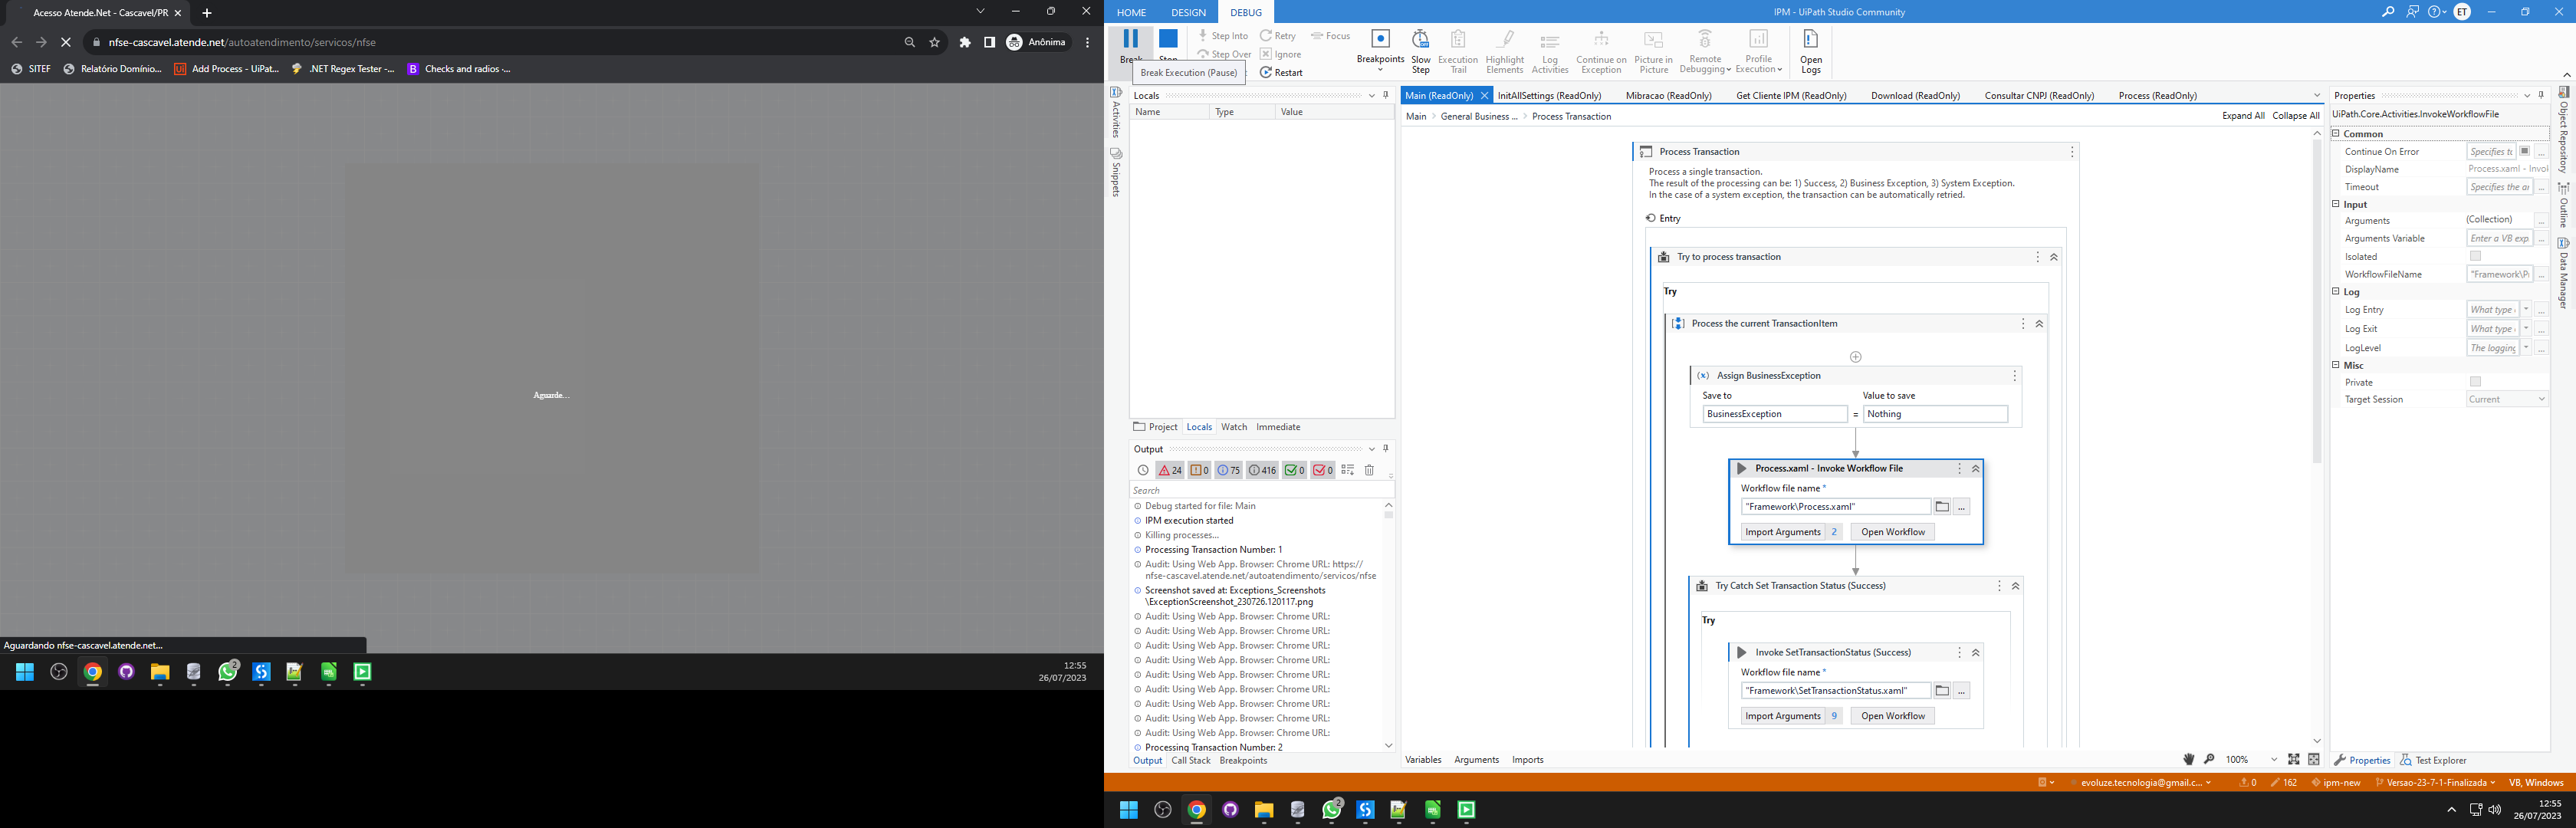 Acesso Atende.Net - Cascavel/PR
nfse-cascavel.atende.net/autoatendimento/servicos/nfse
Anônima
SITEF
Relatório Domínio...
Add Process - UiPat...
.NET Regex Tester -...
Checks and radios ·...
Aguarde...
Aguardando nfse-cascavel.atende.net...
2
12:55
26/07/2023
HOME DESIGN DEBUG
IPM - UiPath Studio Community
ET
Break
Stop
Step Into
Step Over
Retry
Ignore
Restart
Focus
Break Execution (Pause)
Breakpoints
Slow Step
Execution Trail
Highlight Elements
Log Activities
Continue on Exception
Picture in Picture
Remote Debugging
Profile Execution
Open Logs
Activities
Snippets
Locals
Name Type Value
Project Locals Watch Immediate
Output
24 0 75 416 0 0
Search
Debug started for file: Main
IPM execution started
Killing processes...
Processing Transaction Number: 1
Audit: Using Web App. Browser: Chrome URL: https://
nfse-cascavel.atende.net/autoatendimento/servicos/nfse
Screenshot saved at: Exceptions_Screenshots
\ExceptionScreenshot_230726.120117.png
Audit: Using Web App. Browser: Chrome URL:
Audit: Using Web App. Browser: Chrome URL:
Audit: Using Web App. Browser: Chrome URL:
Audit: Using Web App. Browser: Chrome URL:
Audit: Using Web App. Browser: Chrome URL:
Audit: Using Web App. Browser: Chrome URL:
Audit: Using Web App. Browser: Chrome URL:
Audit: Using Web App. Browser: Chrome URL:
Audit: Using Web App. Browser: Chrome URL:
Processing Transaction Number: 2
Output Call Stack Breakpoints
Main (ReadOnly) InitAllSettings (ReadOnly) Mibracao (ReadOnly) Get Cliente IPM (ReadOnly) Download (ReadOnly) Consultar CNPJ (ReadOnly) Process (ReadOnly)
Main > General Business ... > Process Transaction
Expand All Collapse All
Process Transaction
Process a single transaction.
The result of the processing can be: 1) Success, 2) Business Exception, 3) System Exception.
In the case of a system exception, the transaction can be automatically retried.
Entry
Try to process transaction
Try
Process the current TransactionItem
Assign BusinessException
Save to Value to save
BusinessException = Nothing
Process.xaml - Invoke Workflow File
Workflow file name *
"Framework\Process.xaml" ...
Import Arguments 2 Open Workflow
Try Catch Set Transaction Status (Success)
Try
Invoke SetTransactionStatus (Success)
Workflow file name *
"Framework\SetTransactionStatus.xaml" ...
Import Arguments 9 Open Workflow
Variables Arguments Imports
100%
Properties
UiPath.Core.Activities.InvokeWorkflowFile
Common
Continue On Error Specifies to ...
DisplayName Process.xaml - Invol
Timeout Specifies the ar ...
Input
Arguments (Collection) ...
Arguments Variable Enter a VB exp ...
Isolated
WorkflowFileName "Framework\P ...
Log
Log Entry What type ...
Log Exit What type ...
LogLevel The logging ...
Misc
Private
Target Session Current
Properties Test Explorer
Object Repository
Outline
Data Manager
evoluze.tecnologia@gmail.c...
0
162
ipm-new
Versao-23-7-1-Finalizada
VB, Windows
2
12:55
26/07/2023